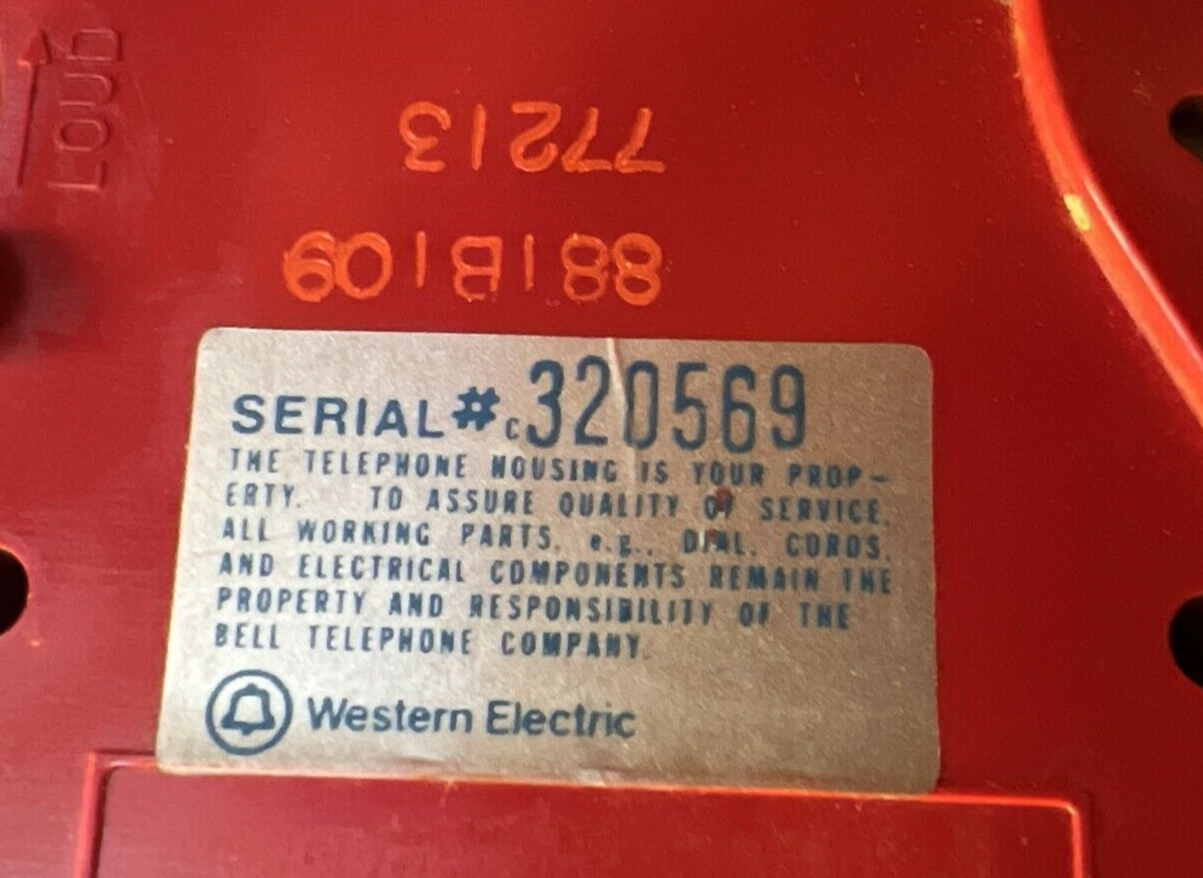 LOUD
77213
881B109
SERIAL # C320569
THE TELEPHONE HOUSING IS YOUR PROP-
ERTY. TO ASSURE QUALITY OF SERVICE,
ALL WORKING PARTS, e.g., DIAL, CORDS,
AND ELECTRICAL COMPONENTS REMAIN THE
PROPERTY AND RESPONSIBILITY OF THE
BELL TELEPHONE COMPANY.
Western Electric